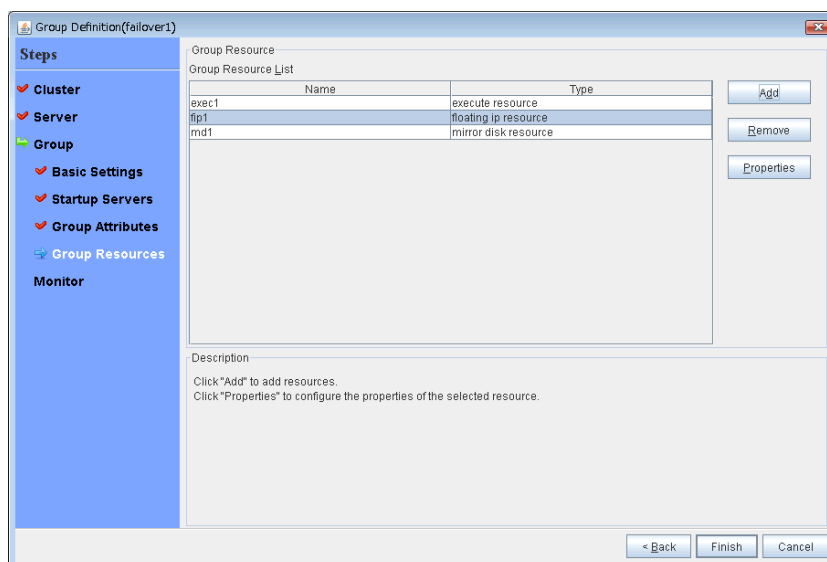 Group Definition(failover1)
Steps
Cluster
Server
Group
Basic Settings
Startup Servers
Group Attributes
Group Resources
Monitor
Group Resource
Group Resource List
Name Type
exec1 execute resource
fip1 floating ip resource
md1 mirror disk resource
Add
Remove
Properties
Description
Click "Add" to add resources.
Click "Properties" to configure the properties of the selected resource.
< Back Finish Cancel